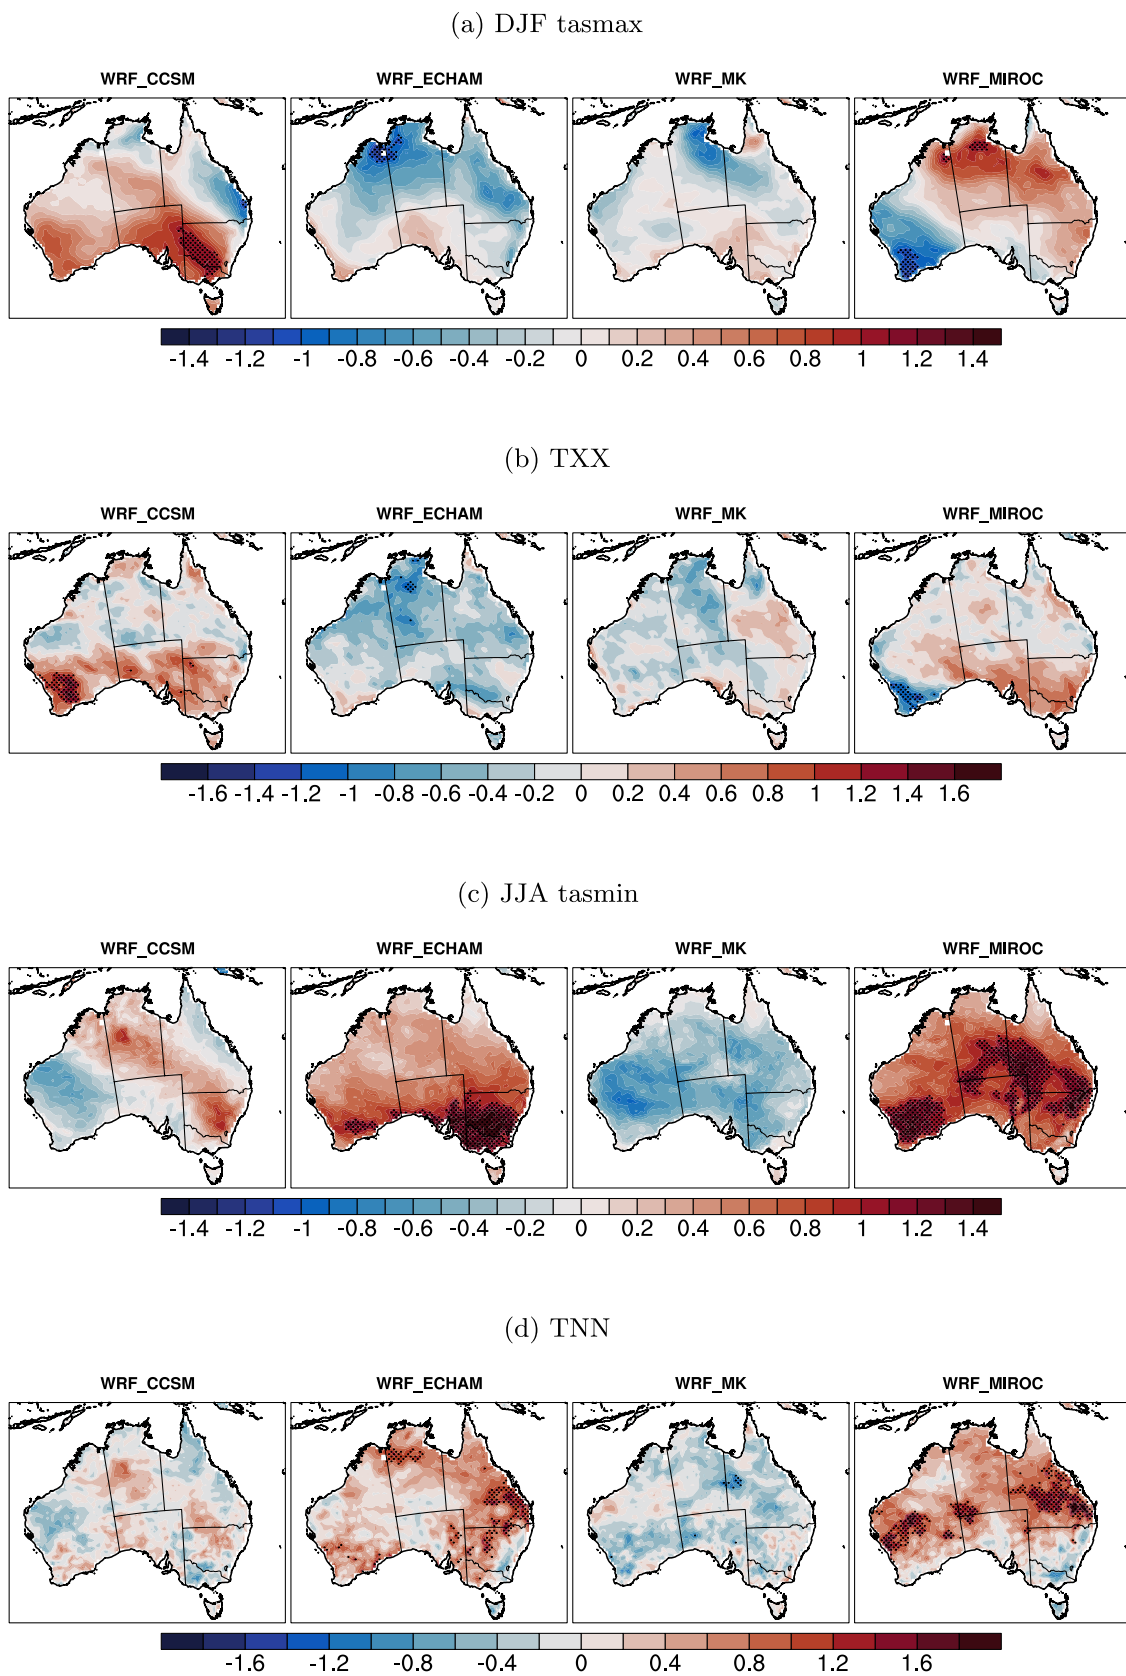 (a) DJF tasmax
WRF_CCSM WRF_ECHAM WRF_MK WRF_MIROC
-1.4 -1.2 -1 -0.8 -0.6 -0.4 -0.2 0 0.2 0.4 0.6 0.8 1 1.2 1.4
(b) TXX
WRF_CCSM WRF_ECHAM WRF_MK WRF_MIROC
-1.6 -1.4 -1.2 -1 -0.8 -0.6 -0.4 -0.2 0 0.2 0.4 0.6 0.8 1 1.2 1.4 1.6
(c) JJA tasmin
WRF_CCSM WRF_ECHAM WRF_MK WRF_MIROC
-1.4 -1.2 -1 -0.8 -0.6 -0.4 -0.2 0 0.2 0.4 0.6 0.8 1 1.2 1.4
(d) TNN
WRF_CCSM WRF_ECHAM WRF_MK WRF_MIROC
-1.6 -1.2 -0.8 -0.4 0 0.4 0.8 1.2 1.6